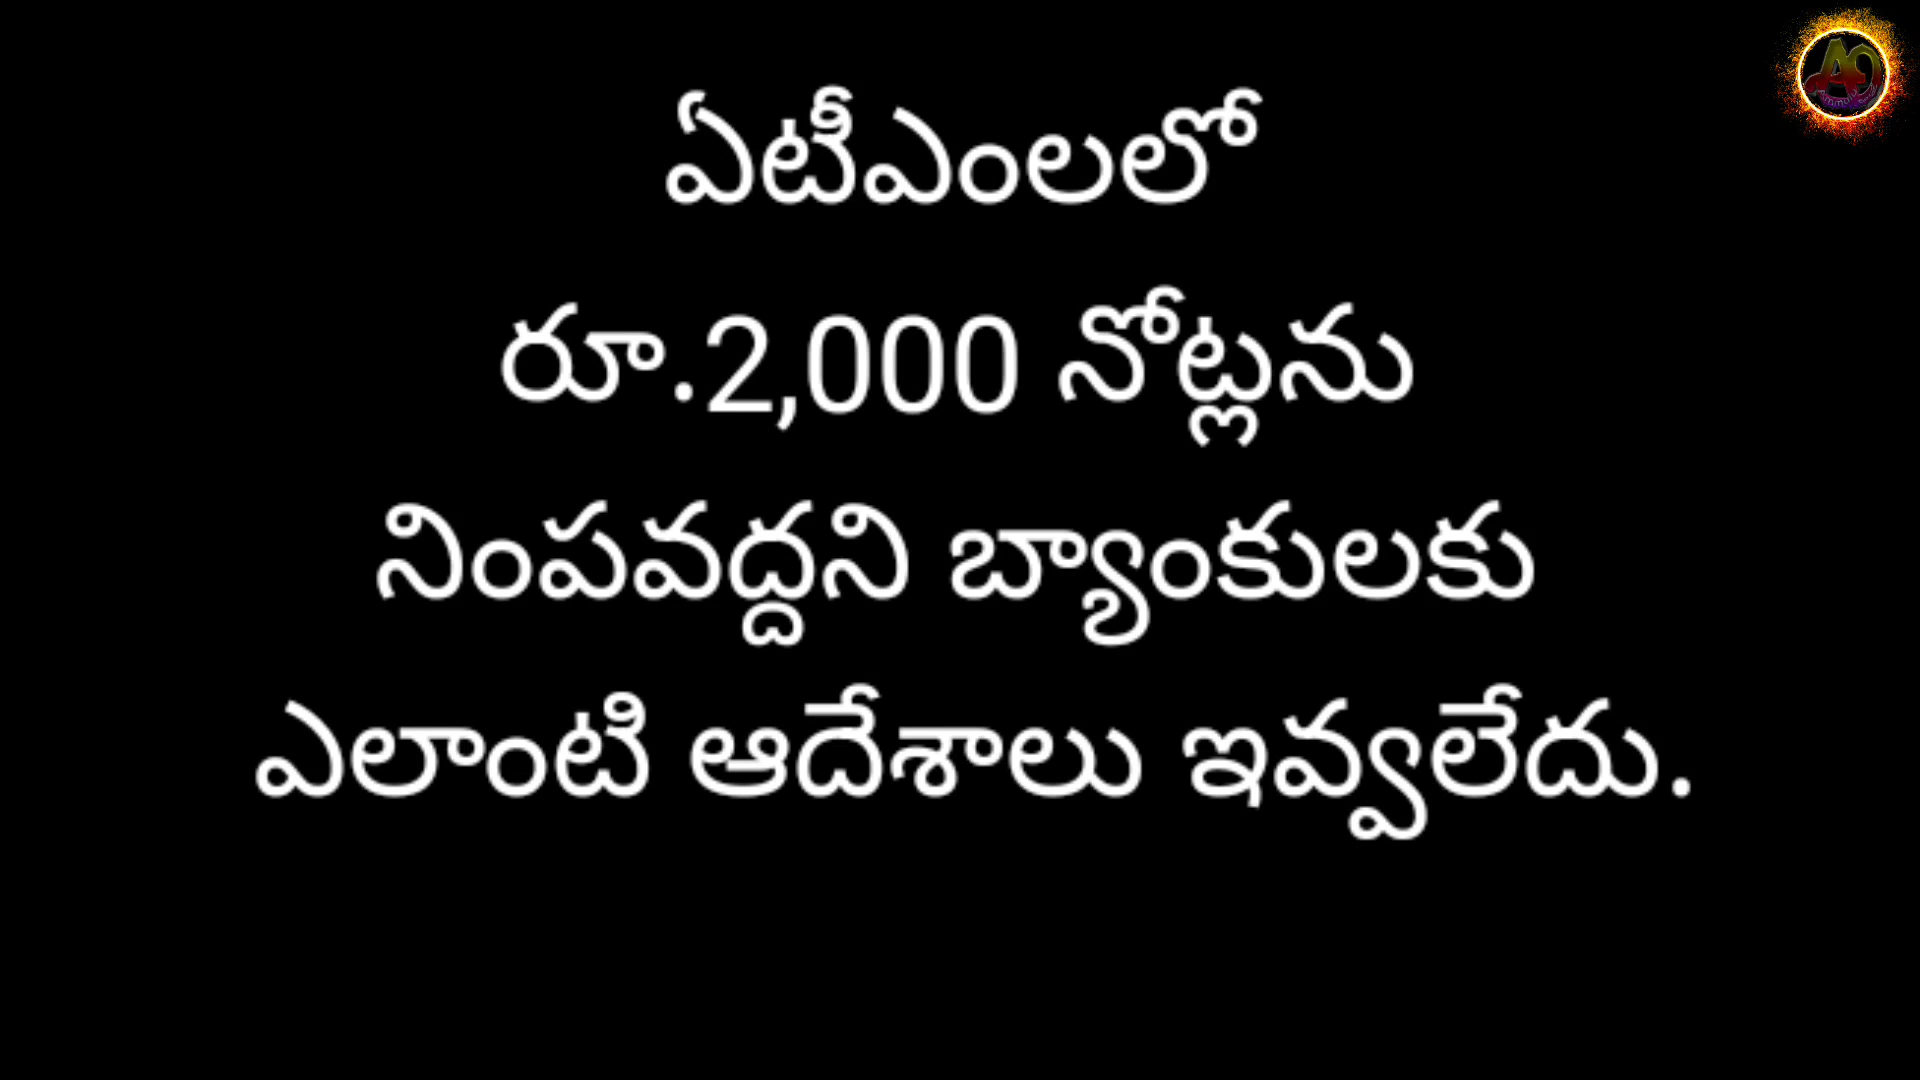 ఏటీఎంలలో
రూ.2,000 నోట్లను
నింపవద్దని బ్యాంకులకు
ఎలాంటి ఆదేశాలు ఇవ్వలేదు.